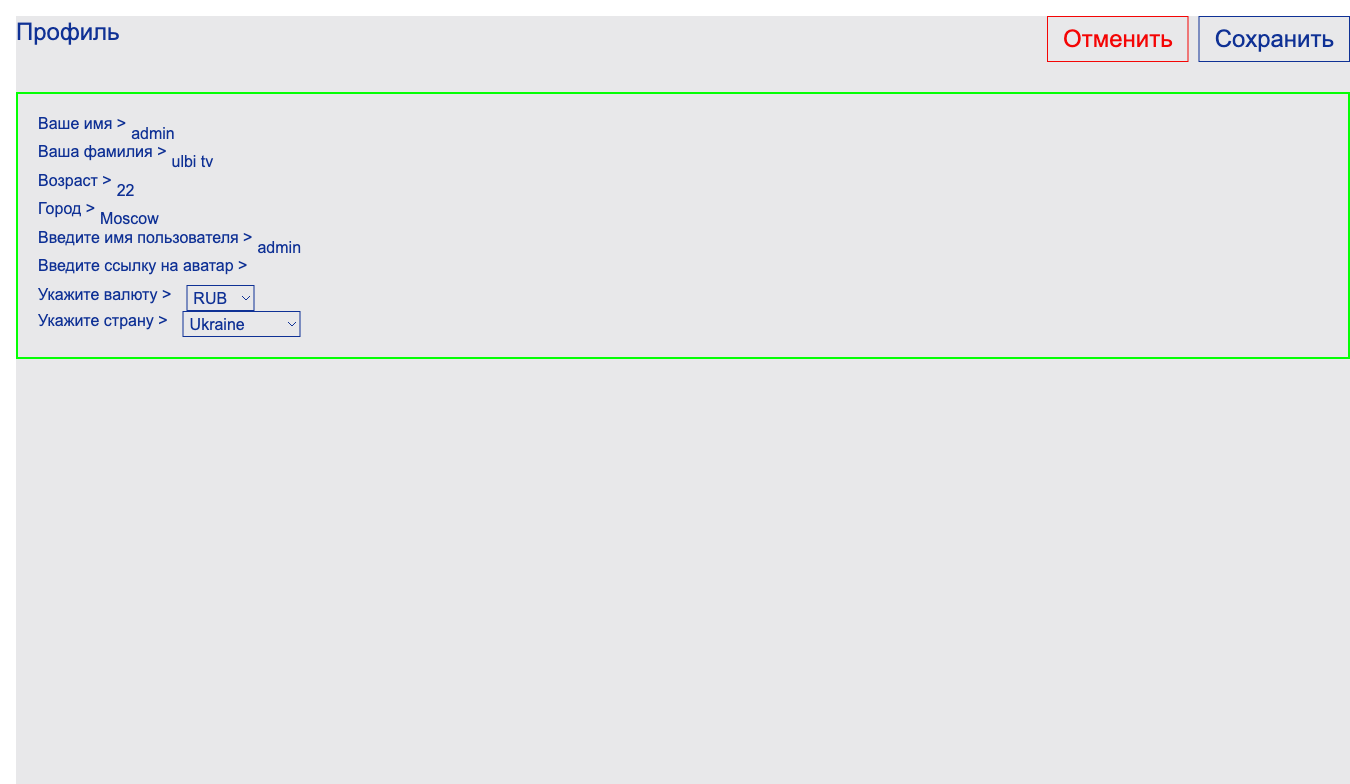 Профиль
Отменить
Сохранить
Ваше имя > admin
Ваша фамилия > ulbi tv
Возраст > 22
Город > Moscow
Введите имя пользователя > admin
Введите ссылку на аватар >
Укажите валюту > RUB
Укажите страну > Ukraine